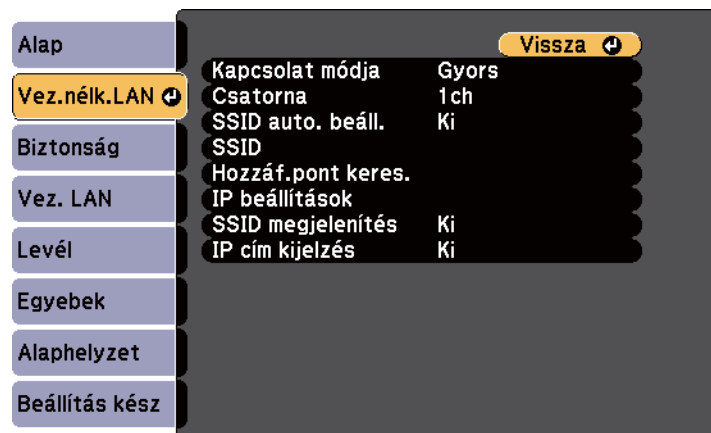 Alap
Vez.nélk.LAN
Biztonság
Vez. LAN
Levél
Egyebek
Alaphelyzet
Beállítás kész
Vissza
Kapcsolat módja Gyors
Csatorna 1ch
SSID auto. beáll. Ki
SSID
Hozzáf.pont keres.
IP beállítások
SSID megjelenítés Ki
IP cím kijelzés Ki